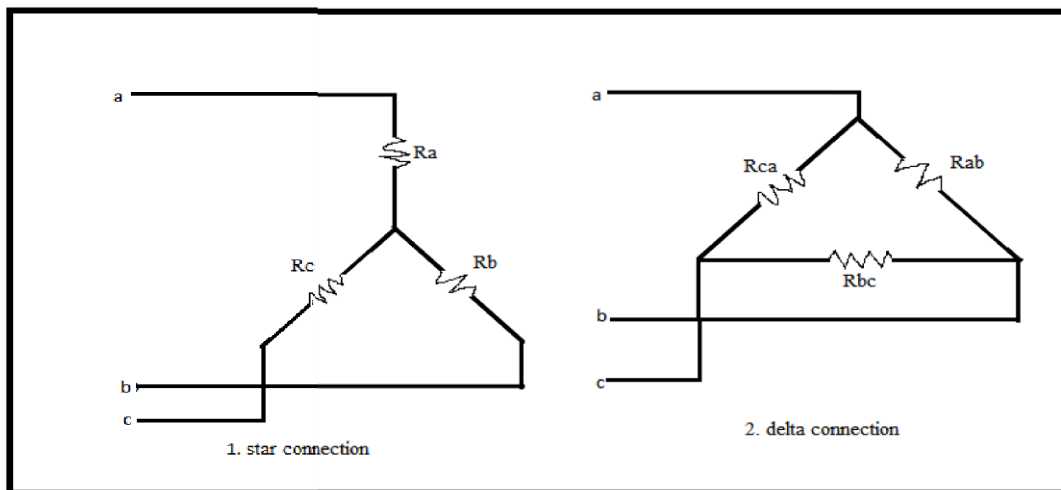 a
Ra
Rc
Rb
b
c
1. star connection
a
Rca
Rab
Rbc
b
c
2. delta connection